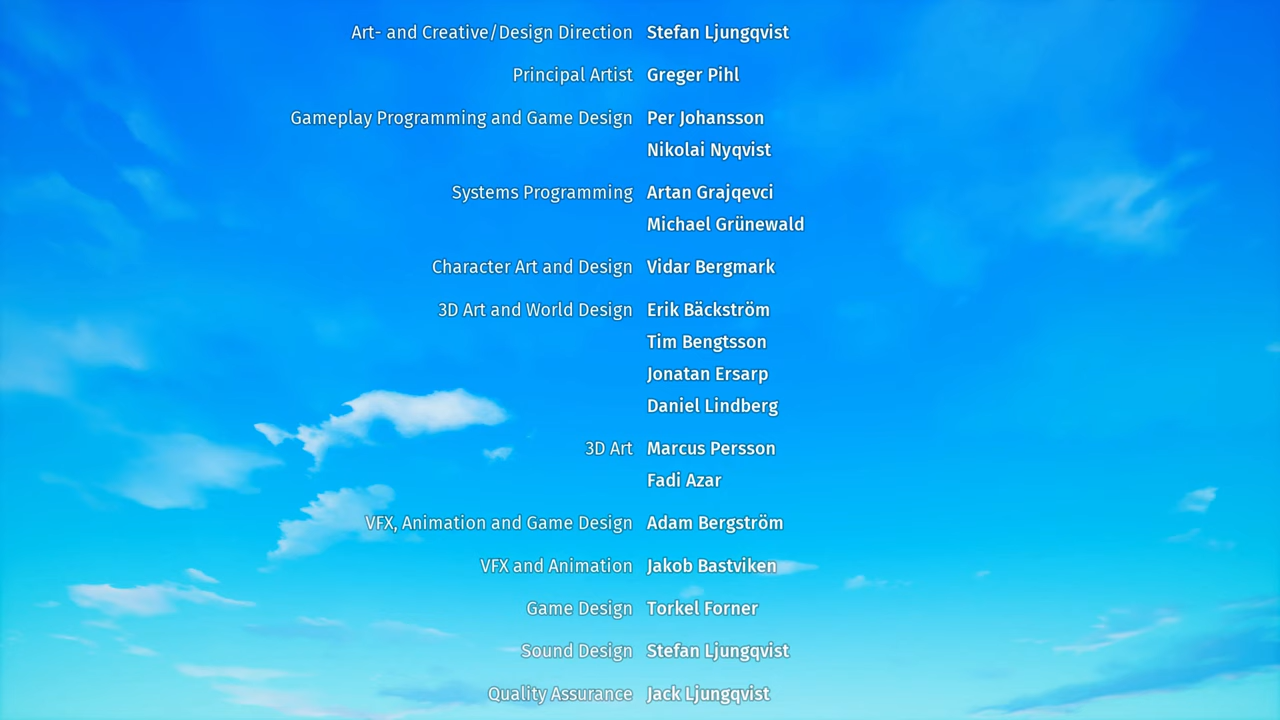 Art- and Creative/Design Direction Stefan Ljungqvist
Principal Artist Greger Pihl
Gameplay Programming and Game Design Per Johansson
Nikolai Nyqvist
Systems Programming Artan Grajqevci
Michael Grünewald
Character Art and Design Vidar Bergmark
3D Art and World Design Erik Bäckström
Tim Bengtsson
Jonatan Ersarp
Daniel Lindberg
3D Art Marcus Persson
Fadi Azar
VFX, Animation and Game Design Adam Bergström
VFX and Animation Jakob Bastviken
Game Design Torkel Forner
Sound Design Stefan Ljungqvist
Quality Assurance Jack Ljungqvist